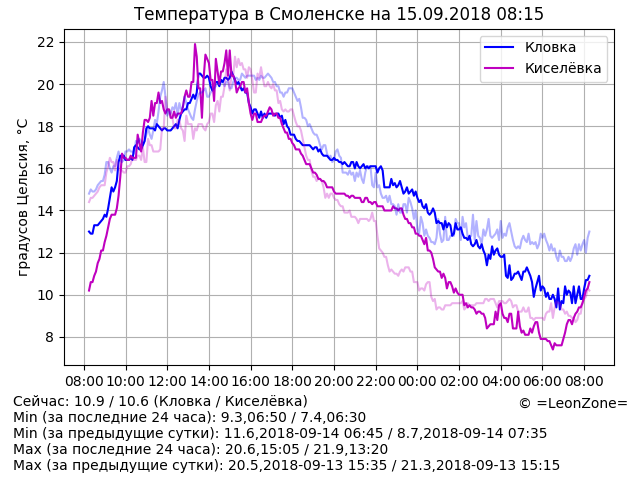 Температура в Смоленске на 15.09.2018 08:15
Кловка
Киселёвка
градусов Цельсия, °C
22
20
18
16
14
12
10
8
08:00 10:00 12:00 14:00 16:00 18:00 20:00 22:00 00:00 02:00 04:00 06:00 08:00
Сейчас: 10.9 / 10.6 (Кловка / Киселёвка)
© =LeonZone=
Min (за последние 24 часа): 9.3,06:50 / 7.4,06:30
Min (за предыдущие сутки): 11.6,2018-09-14 06:45 / 8.7,2018-09-14 07:35
Max (за последние 24 часа): 20.6,15:05 / 21.9,13:20
Max (за предыдущие сутки): 20.5,2018-09-13 15:35 / 21.3,2018-09-13 15:15